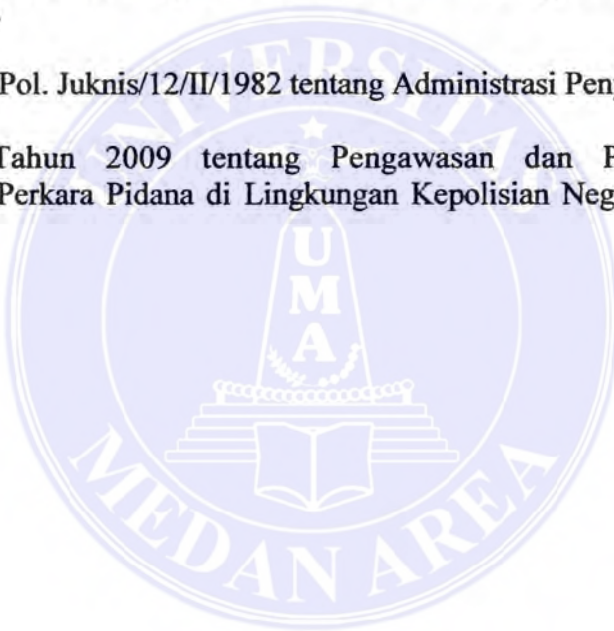 Pol. Juknis/12/II/1982 tentang Administrasi Pen
Tahun 2009 tentang Pengawasan dan P
Perkara Pidana di Lingkungan Kepolisian Neg
UNIVERSITAS
UMA
MEDAN AREA